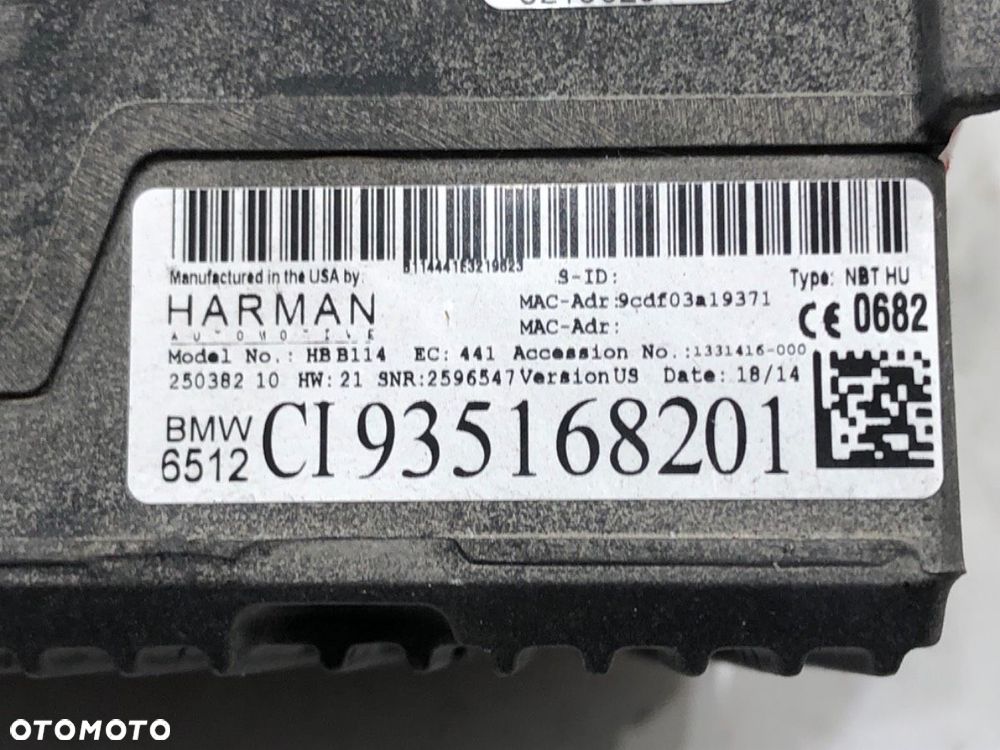 B114441E3219823
Manufactured in the USA by:
S-ID:
Type: NBT HU
HARMAN
AUTOMOTIVE
MAC-Adr:9cdf03a19371
MAC-Adr:
CE 0682
Model No.: HB B114 EC: 441 Accession No.:1331416-000
250382 10 HW: 21 SNR:2596547 Version US Date: 18/14
BMW
6512
CI 935168201
OTOMOTO